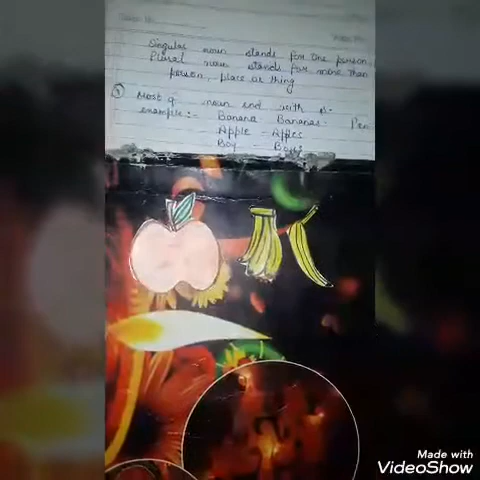 Singular noun stands for one person,
Plural noun stands for more than
person, place or thing
Most of noun end with s-
example:- Banana - Bananas. Pen
Apple - Apples
Boy - Boys
Made with
VideoShow